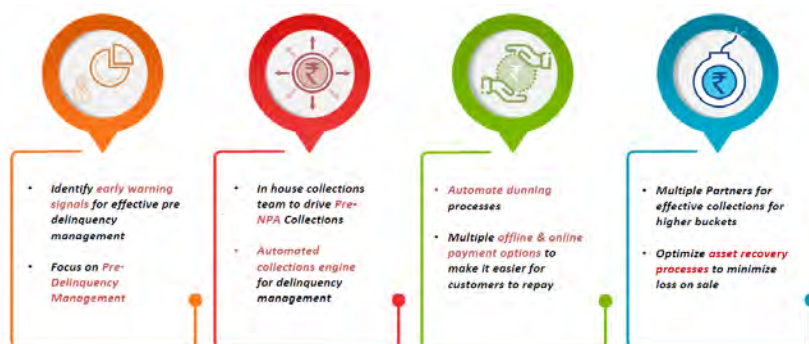 • Identify early warning
signals for effective pre
delinquency
management
• Focus on Pre-
Delinquency
Management
• In house collections
team to drive Pre-
NPA Collections
• Automated
collections engine
for delinquency
management
• Automate dunning
processes
• Multiple offline & online
payment options to
make it easier for
customers to repay
• Multiple Partners for
effective collections for
higher buckets
• Optimize asset recovery
processes to minimize
loss on sale
₹
₹
₹